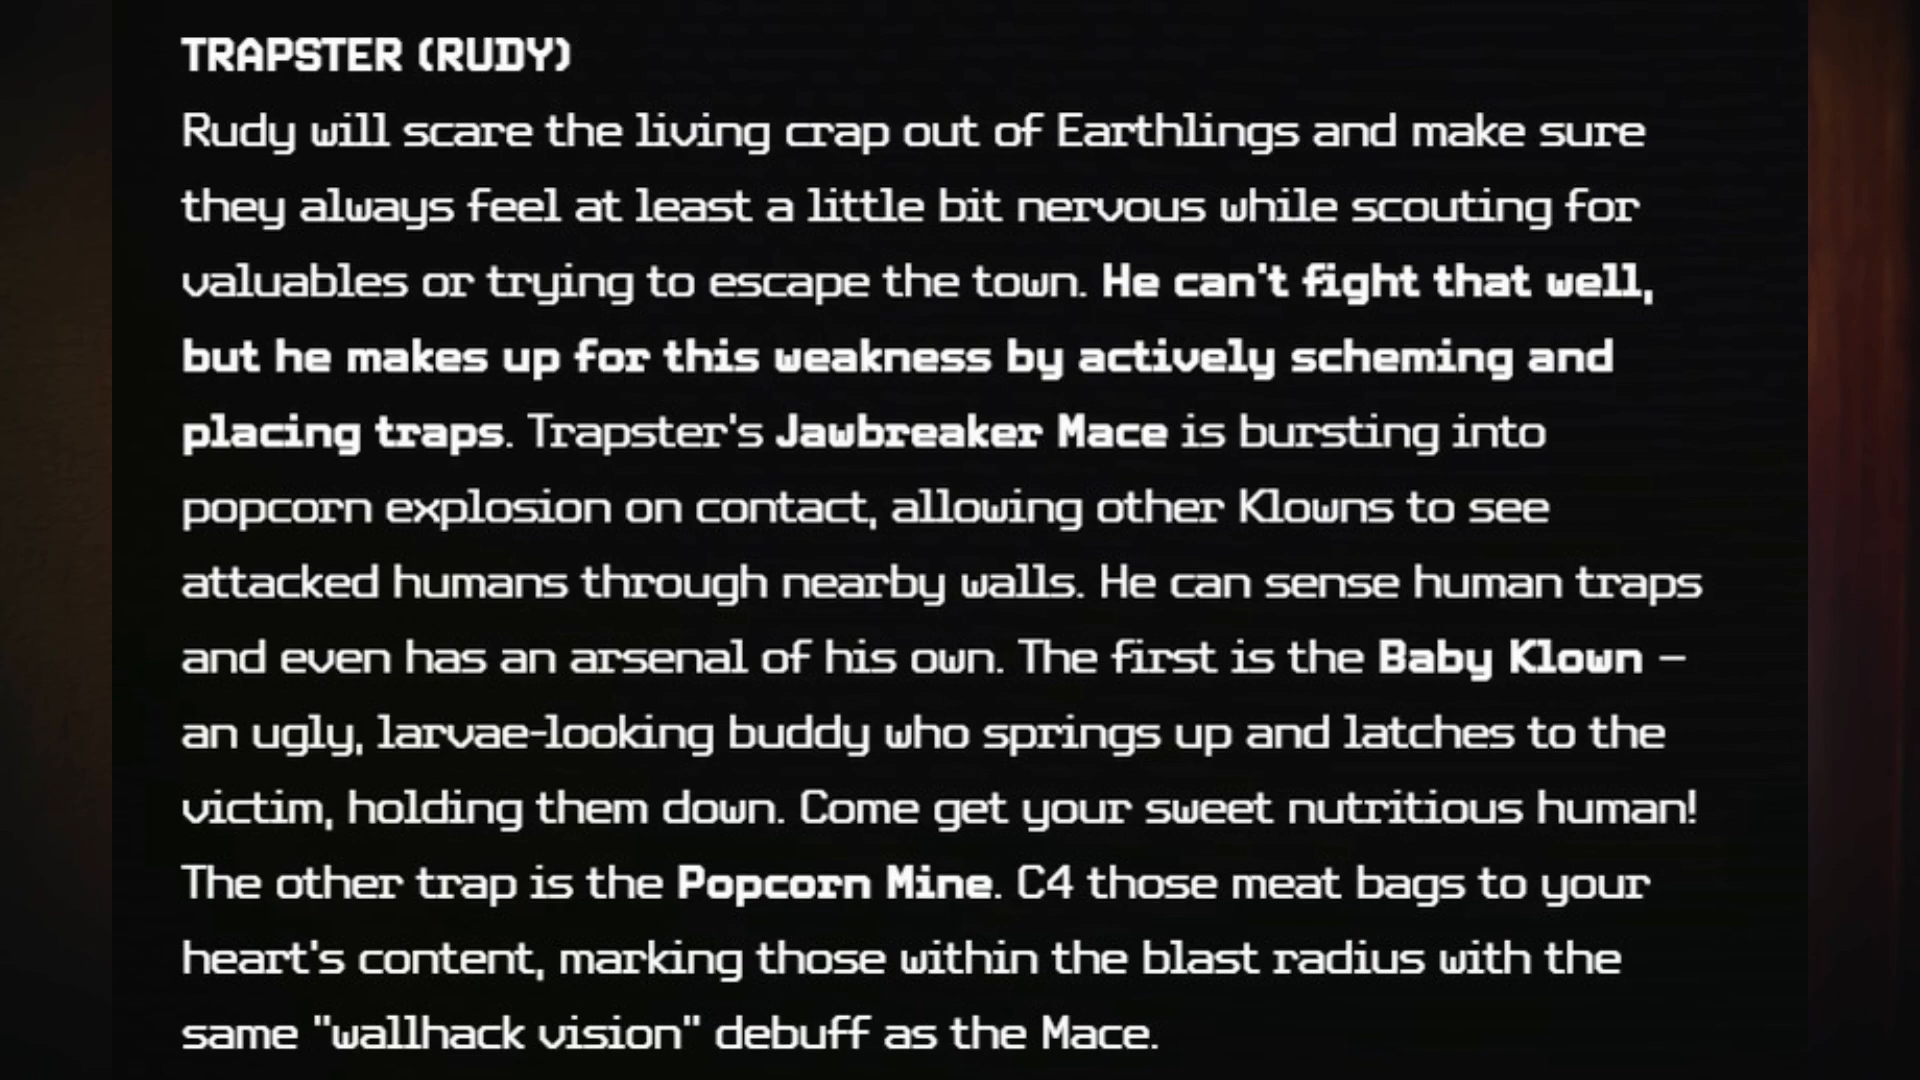 TRAPSTER (RUDY)
Rudy will scare the living crap out of Earthlings and make sure
they always feel at least a little bit nervous while scouting for
valuables or trying to escape the town. He can't fight that well,
but he makes up for this weakness by actively scheming and
placing traps. Trapster's Jawbreaker Mace is bursting into
popcorn explosion on contact, allowing other Klowns to see
attacked humans through nearby walls. He can sense human traps
and even has an arsenal of his own. The first is the Baby Klown –
an ugly, larvae-looking buddy who springs up and latches to the
victim, holding them down. Come get your sweet nutritious human!
The other trap is the Popcorn Mine. C4 those meat bags to your
heart's content, marking those within the blast radius with the
same "wallhack vision" debuff as the Mace.